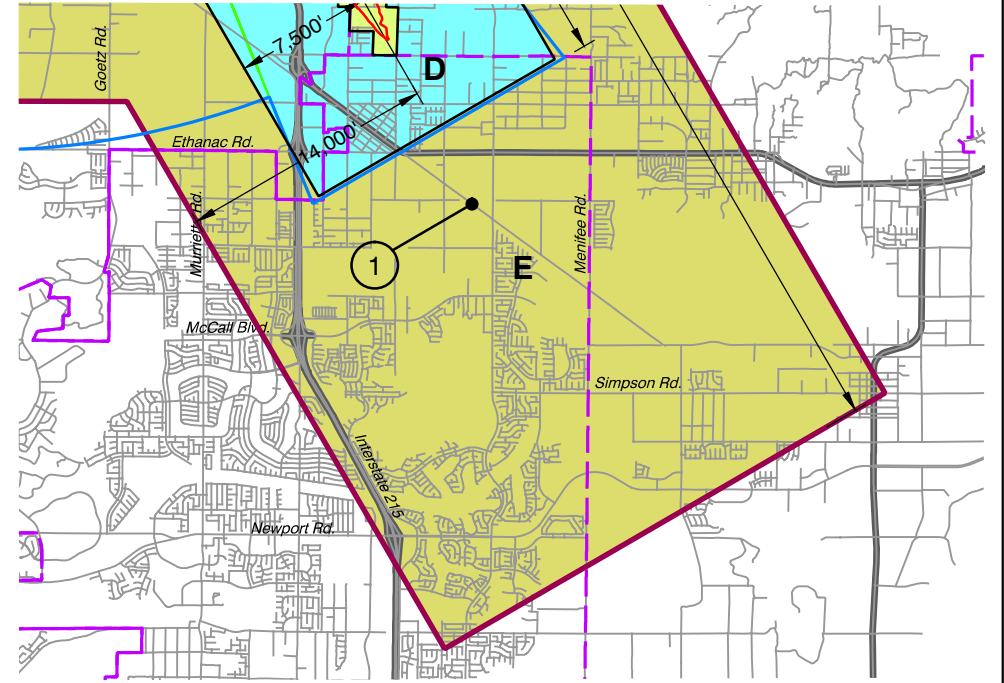 7,500'
Goetz Rd.
D
Ethanac Rd.
14,000'
Murrieta Rd.
Menifee Rd.
1
E
McCall Blvd.
Simpson Rd.
Interstate 215
Newport Rd.